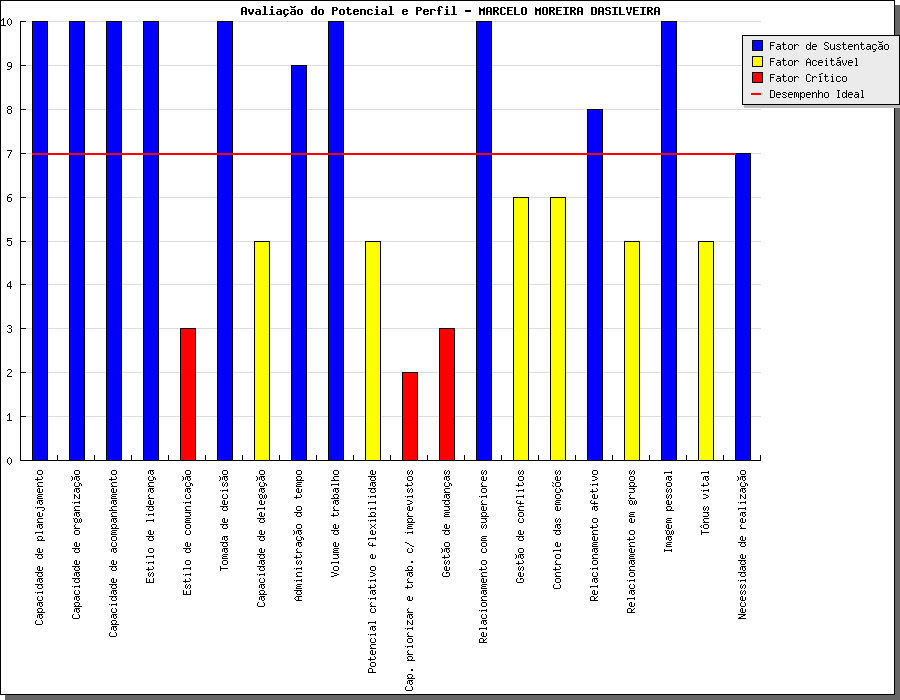 Avaliação do Potencial e Perfil - MARCELO MOREIRA DASILVEIRA
10
9
8
7
6
5
4
3
2
1
0
Fator de Sustentação
Fator Aceitável
Fator Crítico
Desempenho Ideal
Capacidade de planejamento
Capacidade de organização
Capacidade de acompanhamento
Estilo de liderança
Estilo de comunicação
Tomada de decisão
Capacidade de delegação
Administração do tempo
Volume de trabalho
Potencial criativo e flexibilidade
Cap. priorizar e trab. c/ imprevistos
Gestão de mudanças
Relacionamento com superiores
Gestão de conflitos
Controle das emoções
Relacionamento afetivo
Relacionamento em grupos
Imagem pessoal
Tônus vital
Necessidade de realização